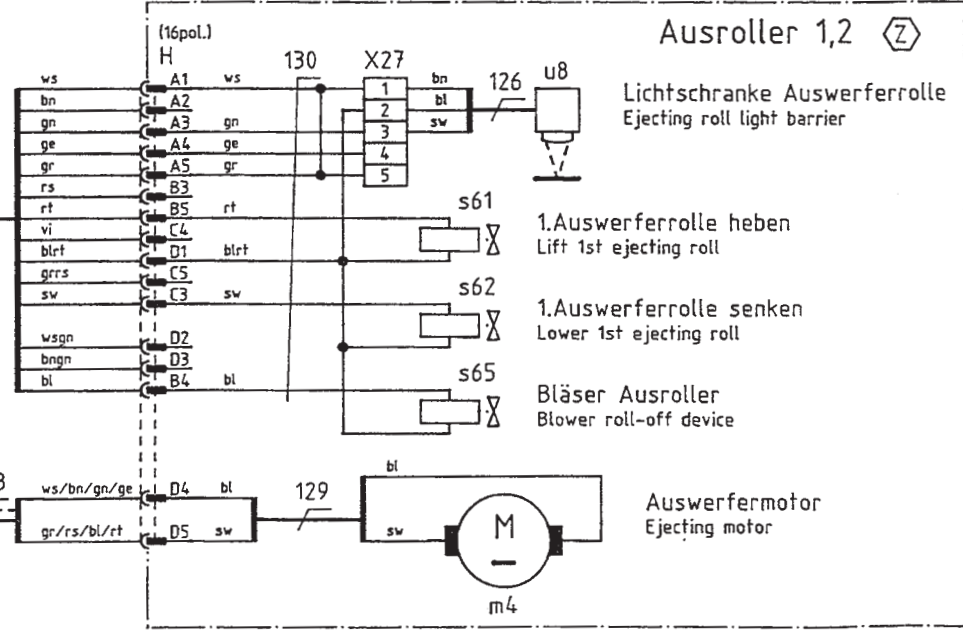 (16pol.)
Ausroller 1,2 Z
H
130
X27
u8
ws A1 ws 1 bn
126
Lichtschranke Auswerferrolle
bn A2 2 bl
Ejecting roll light barrier
gn A3 gn 3 sw
ge A4 ge 4
gr A5 gr 5
rs B3
s61
rt B5 rt
1.Auswerferrolle heben
vi C4
Lift 1st ejecting roll
blrt D1 blrt
grrs C5
s62
sw C3 sw
1.Auswerferrolle senken
Lower 1st ejecting roll
wsgn D2
bngn D3
s65
bl B4 bl
Bläser Ausroller
Blower roll-off device
bl
ws/bn/gn/ge D4 bl
129
Auswerfermotor
Ejecting motor
gr/rs/bl/rt D5 sw
sw
M
m4